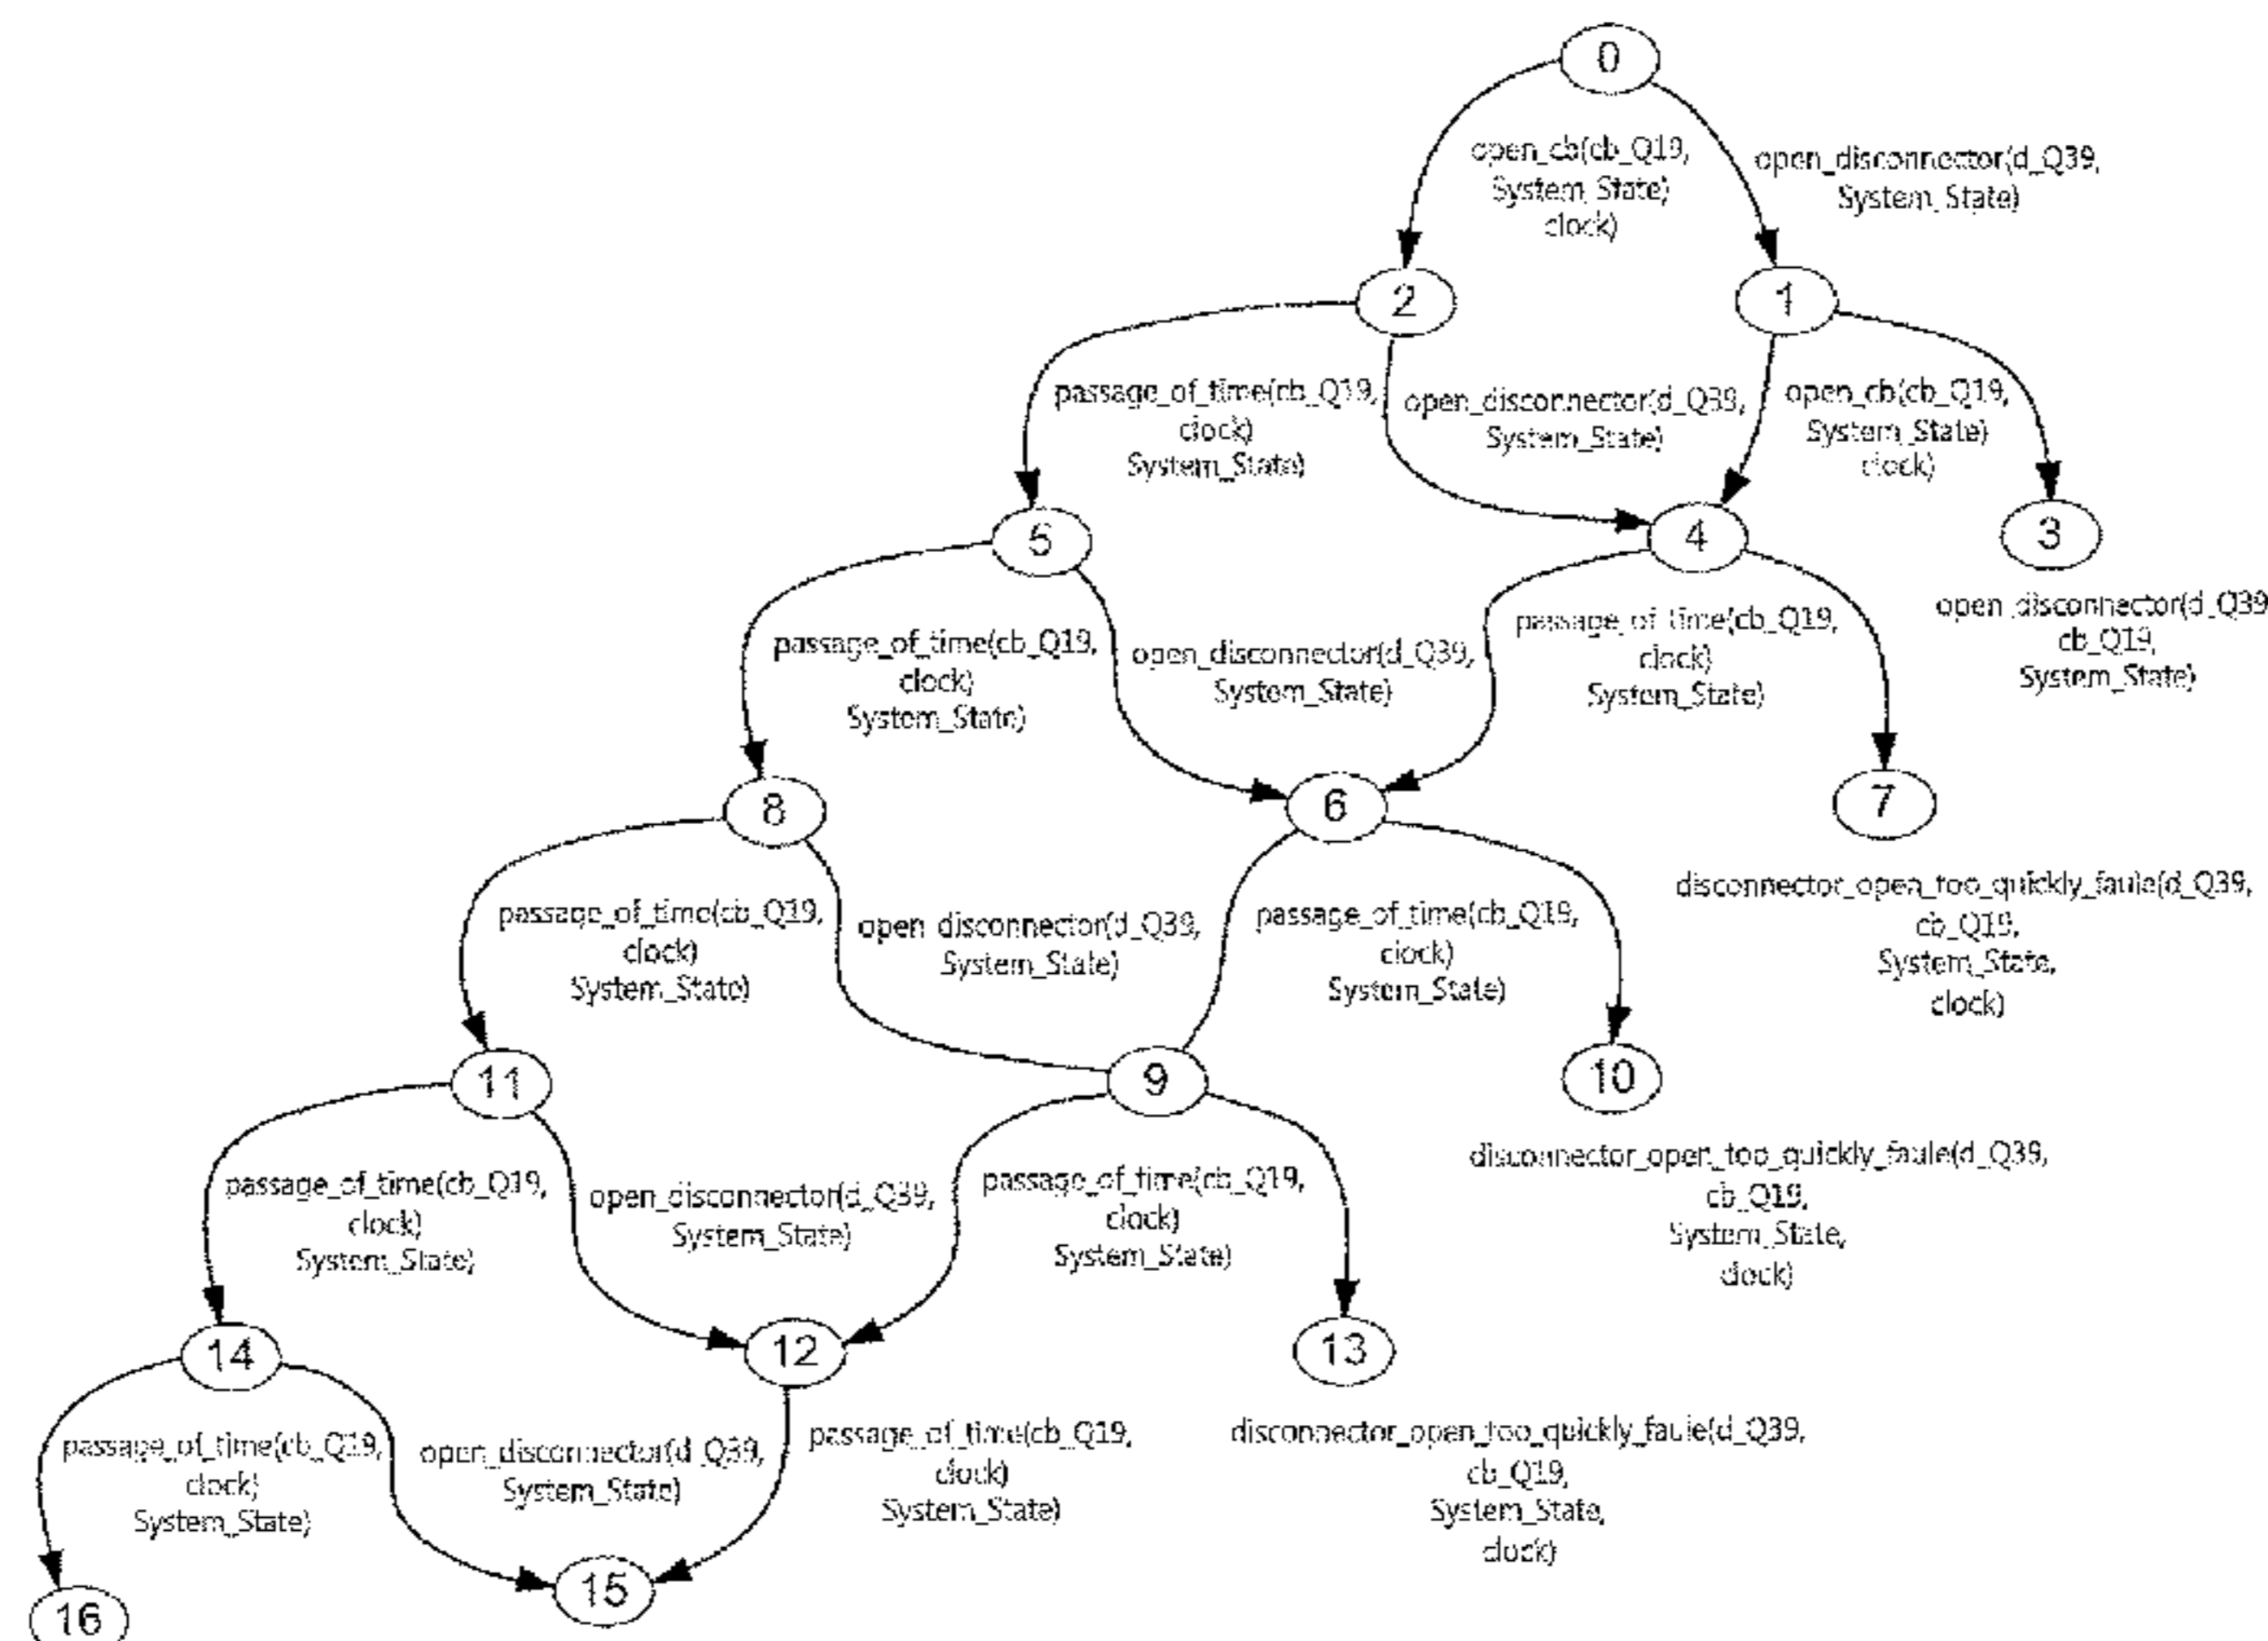 0
open_cb(cb_Q19,
System_State)
clock)
open_disconnector(d_Q39,
System_State)
2
1
passage_of_time(cb_Q19,
clock)
System_State)
open_disconnector(d_Q39,
System_State)
open_cb(cb_Q19,
System_State)
clock)
5
4
3
open_disconnector(d_Q39
cb_Q19,
System_State)
passage_of_time(cb_Q19,
clock)
System_State)
open_disconnector(d_Q39,
System_State)
passage_of_time(cb_Q19,
clock)
System_State)
8
6
7
disconnector_open_too_quickly_faule(d_Q39,
cb_Q19,
System_State,
clock)
passage_of_time(cb_Q19,
clock)
System_State)
open_disconnector(d_Q39,
System_State)
passage_of_time(cb_Q19,
clock)
System_State)
11
9
10
disconnector_open_too_quickly_faule(d_Q39,
cb_Q19,
System_State,
clock)
passage_of_time(cb_Q19,
clock)
System_State)
open_disconnector(d_Q39,
System_State)
passage_of_time(cb_Q19,
clock)
System_State)
14
12
13
disconnector_open_too_quickly_faule(d_Q39,
cb_Q19,
System_State,
clock)
passage_of_time(cb_Q19,
clock)
System_State)
open_disconnector(d_Q39,
System_State)
passage_of_time(cb_Q19,
clock)
System_State)
16
15